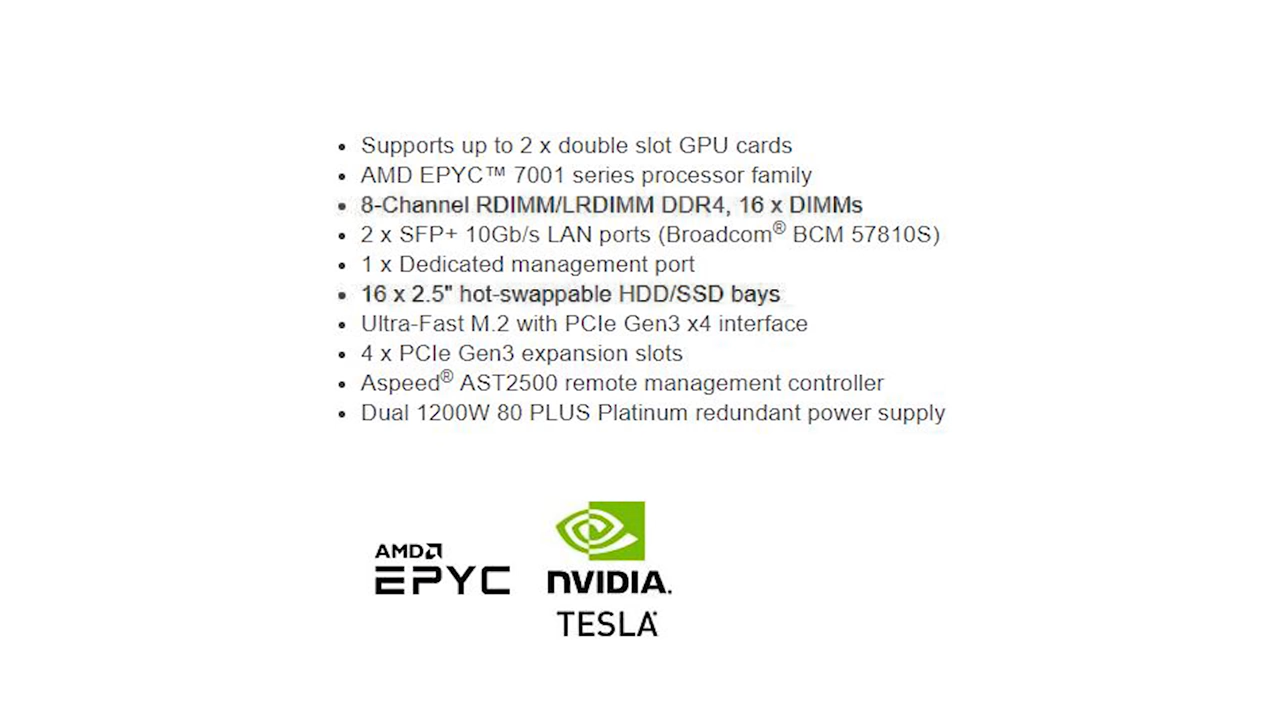 • Supports up to 2 x double slot GPU cards
• AMD EPYC™ 7001 series processor family
• 8-Channel RDIMM/LRDIMM DDR4, 16 x DIMMs
• 2 x SFP+ 10Gb/s LAN ports (Broadcom® BCM 57810S)
• 1 x Dedicated management port
• 16 x 2.5" hot-swappable HDD/SSD bays
• Ultra-Fast M.2 with PCIe Gen3 x4 interface
• 4 x PCIe Gen3 expansion slots
• Aspeed® AST2500 remote management controller
• Dual 1200W 80 PLUS Platinum redundant power supply
AMD
EPYC
NVIDIA.
TESLA